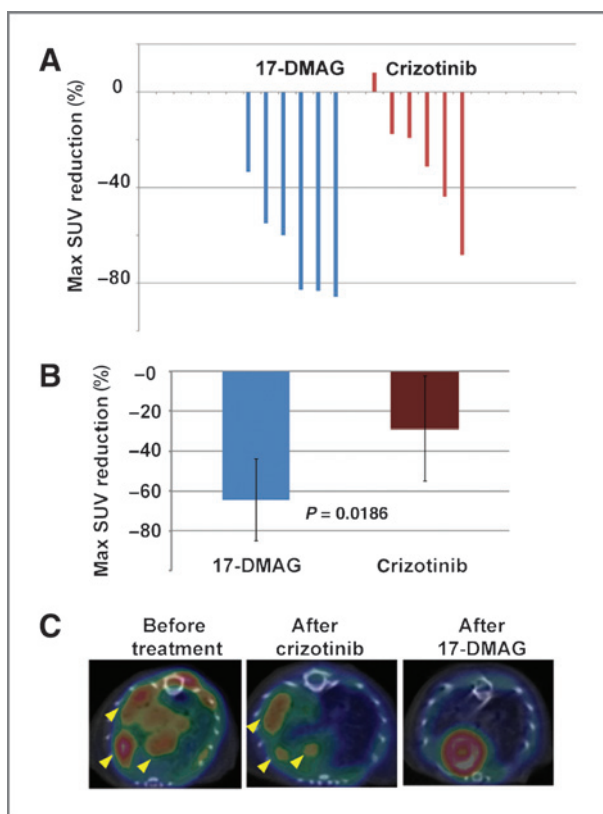 A
17-DMAG Crizotinib
0
−40
−80
Max SUV reduction (%)
B
−0
−20
−40
−60
−80
Max SUV reduction (%)
P = 0.0186
17-DMAG Crizotinib
C
Before
treatment
After
crizotinib
After
17-DMAG